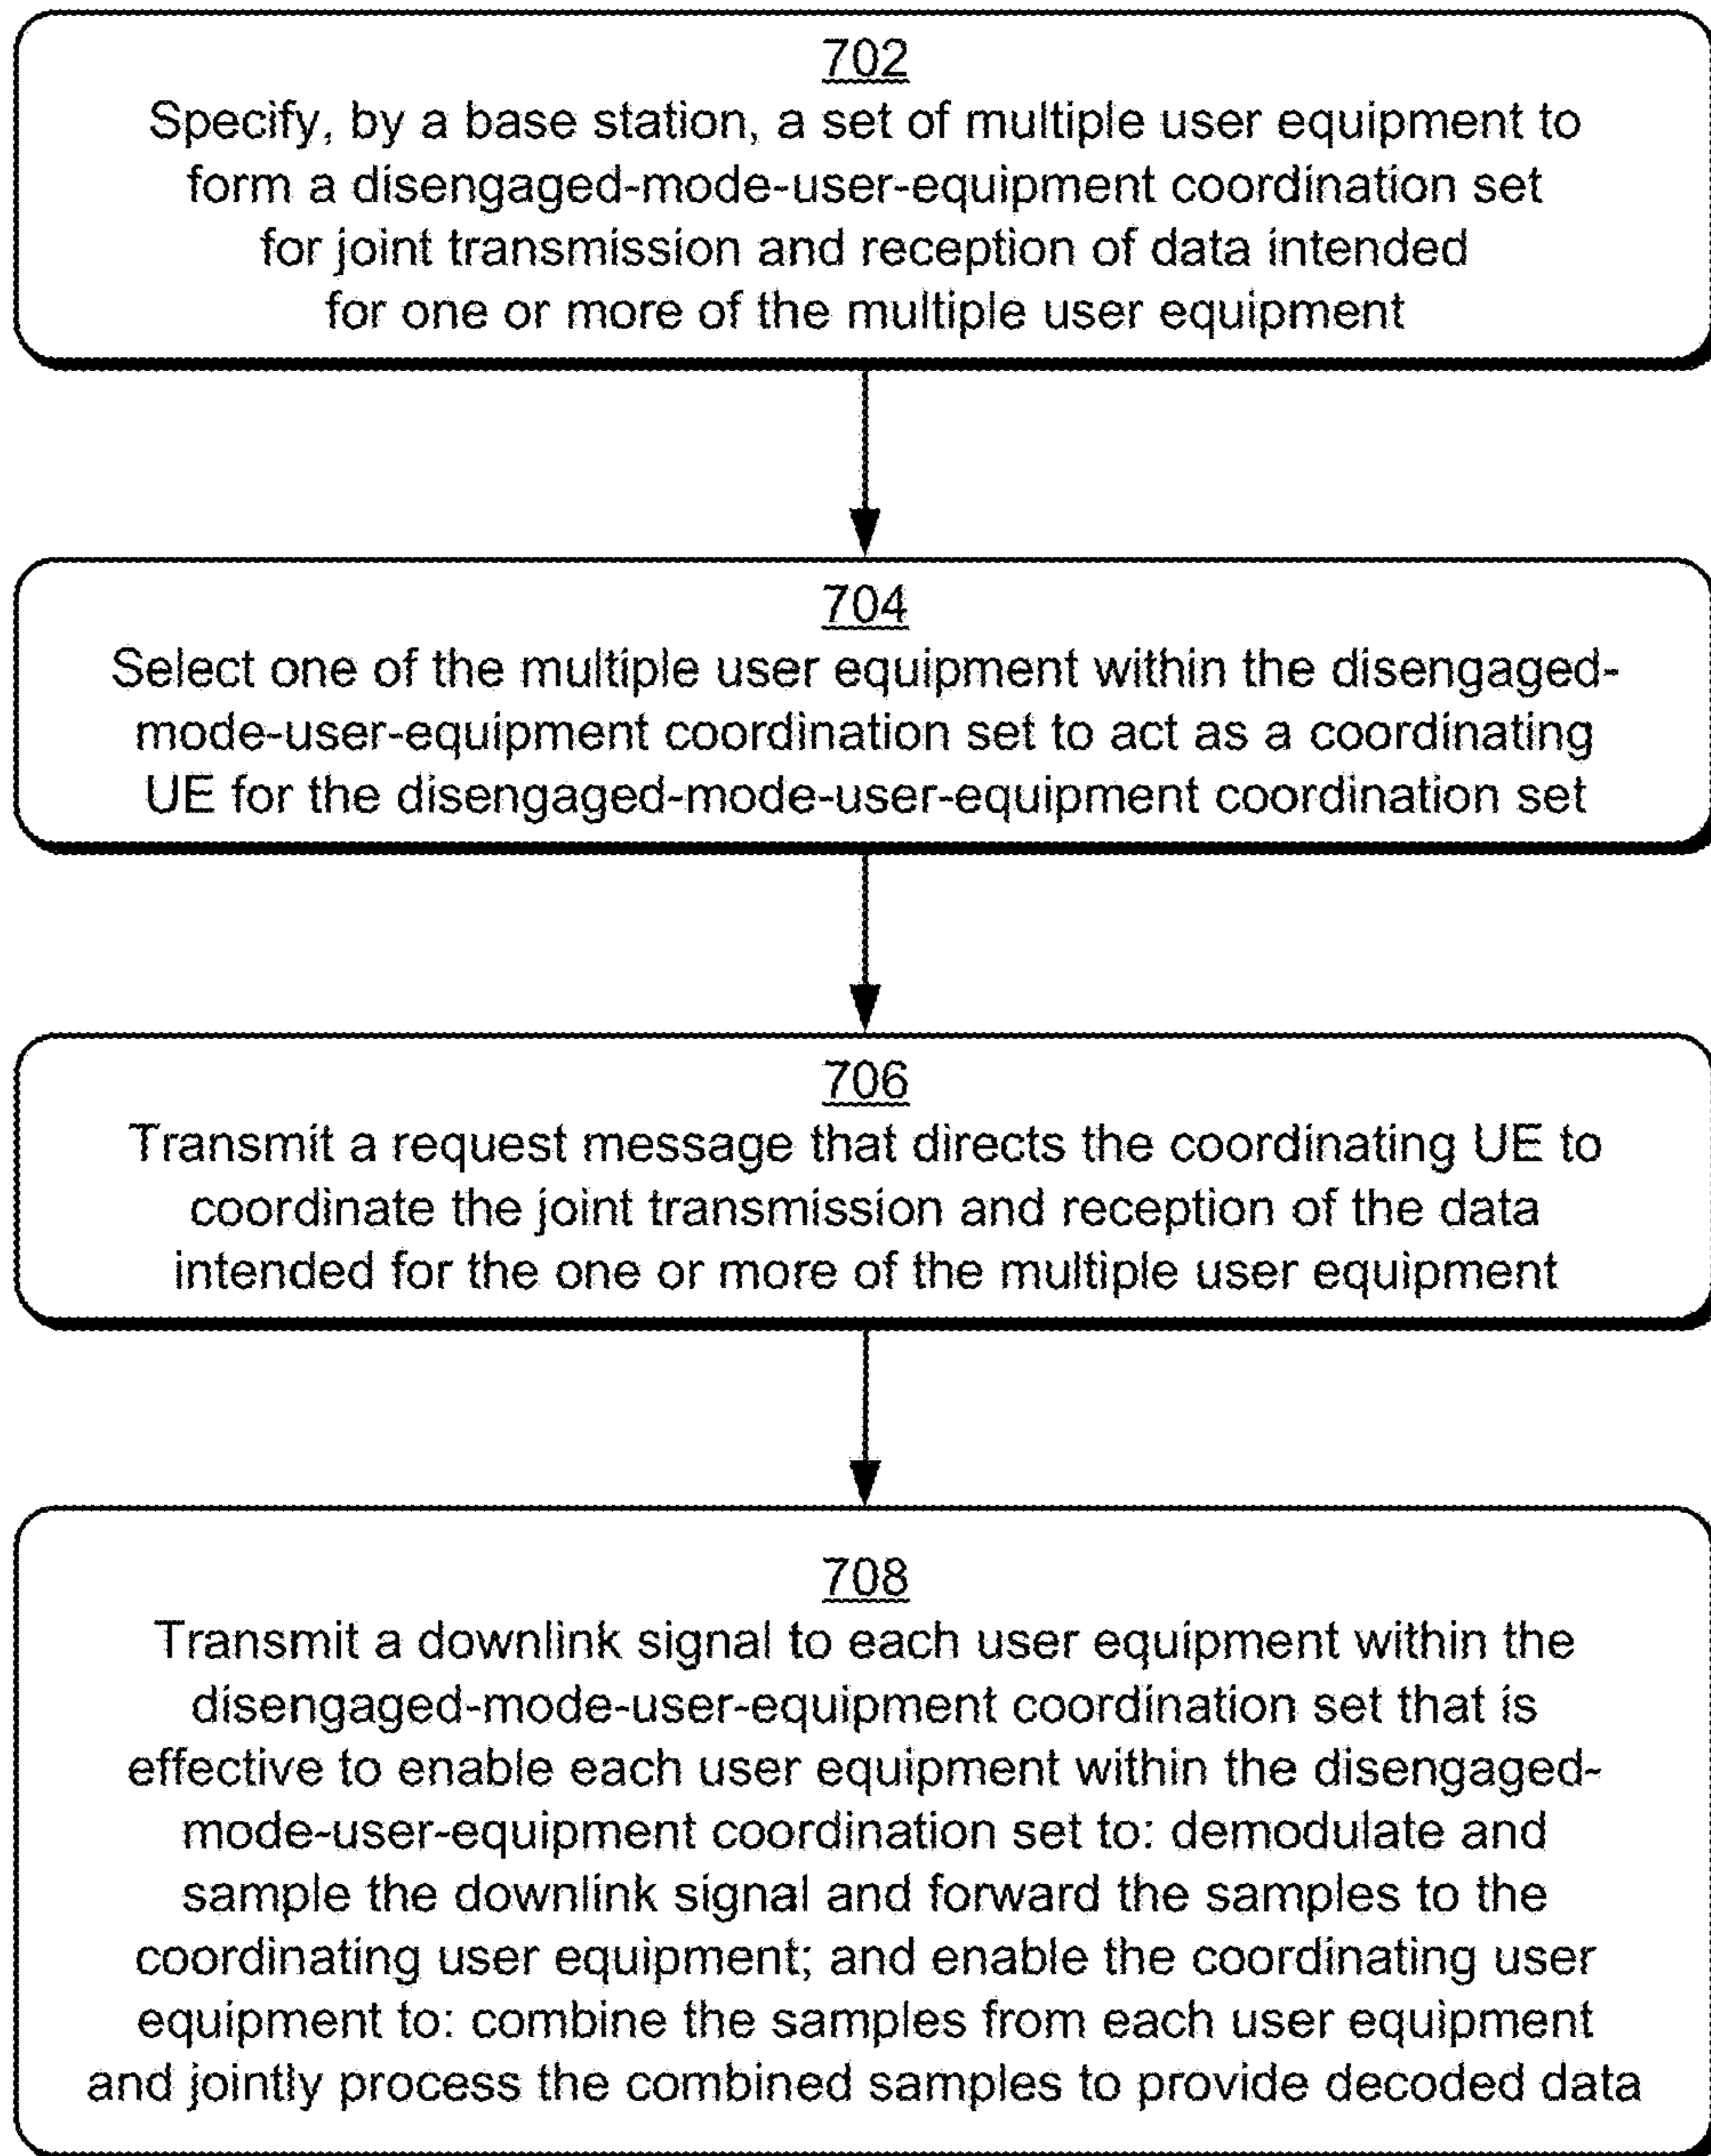 702
Specify, by a base station, a set of multiple user equipment to
form a disengaged-mode-user-equipment coordination set
for joint transmission and reception of data intended
for one or more of the multiple user equipment
704
Select one of the multiple user equipment within the disengaged-
mode-user-equipment coordination set to act as a coordinating
UE for the disengaged-mode-user-equipment coordination set
706
Transmit a request message that directs the coordinating UE to
coordinate the joint transmission and reception of the data
intended for the one or more of the multiple user equipment
708
Transmit a downlink signal to each user equipment within the
disengaged-mode-user-equipment coordination set that is
effective to enable each user equipment within the disengaged-
mode-user-equipment coordination set to: demodulate and
sample the downlink signal and forward the samples to the
coordinating user equipment; and enable the coordinating user
equipment to: combine the samples from each user equipment
and jointly process the combined samples to provide decoded data